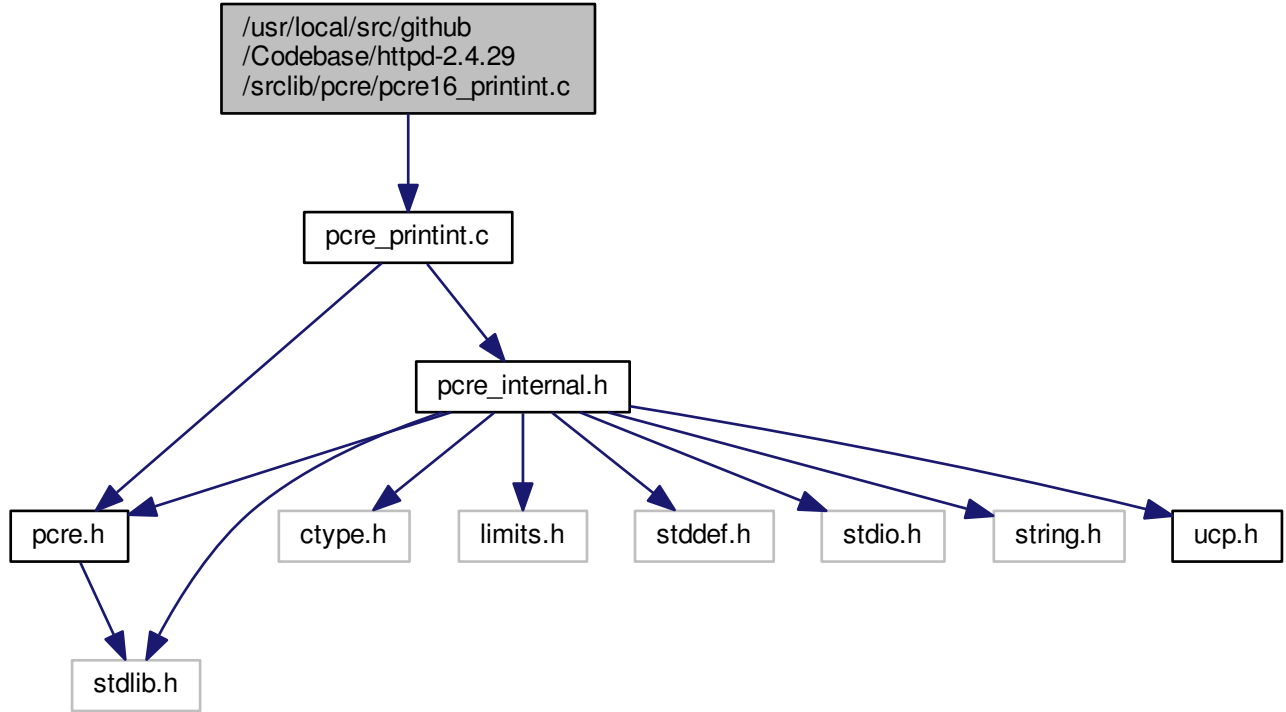 /usr/local/src/github
/Codebase/httpd-2.4.29
/srclib/pcre/pcre16_printint.c
pcre_printint.c
pcre_internal.h
pcre.h
ctype.h
limits.h
stddef.h
stdio.h
string.h
ucp.h
stdlib.h